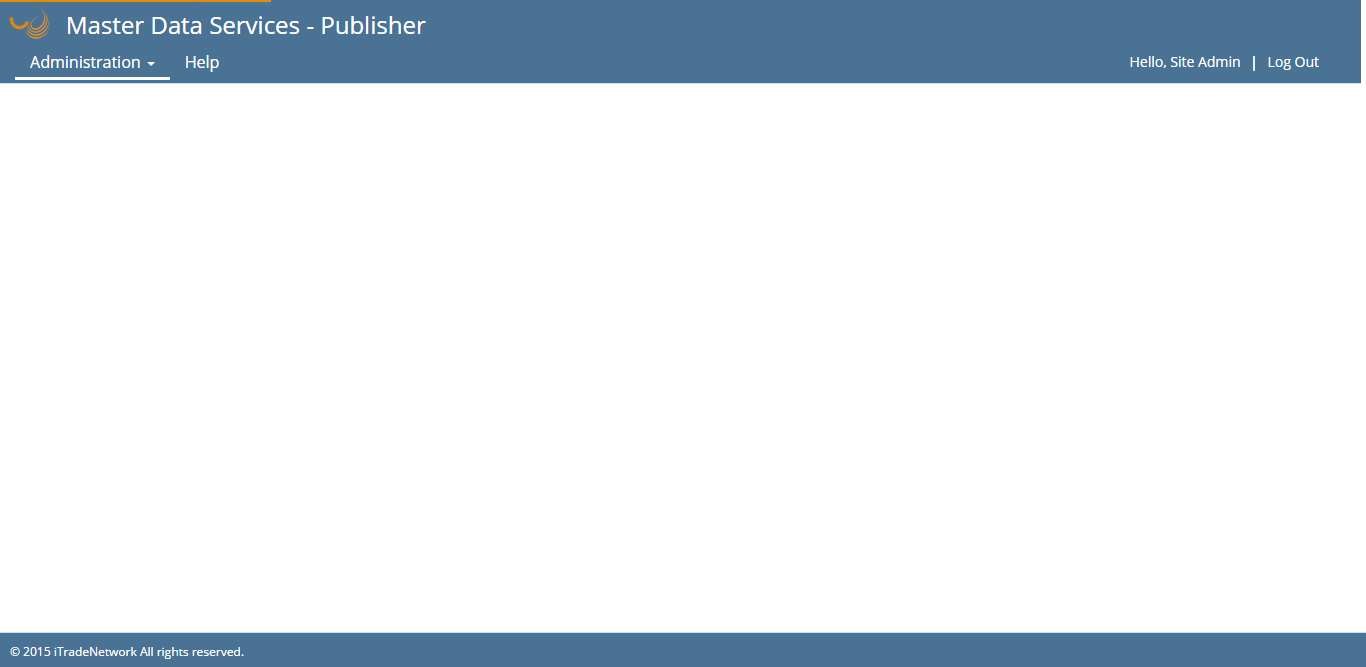 Master Data Services - Publisher
Administration Help Hello, Site Admin | Log Out
© 2015 iTradeNetwork All rights reserved.